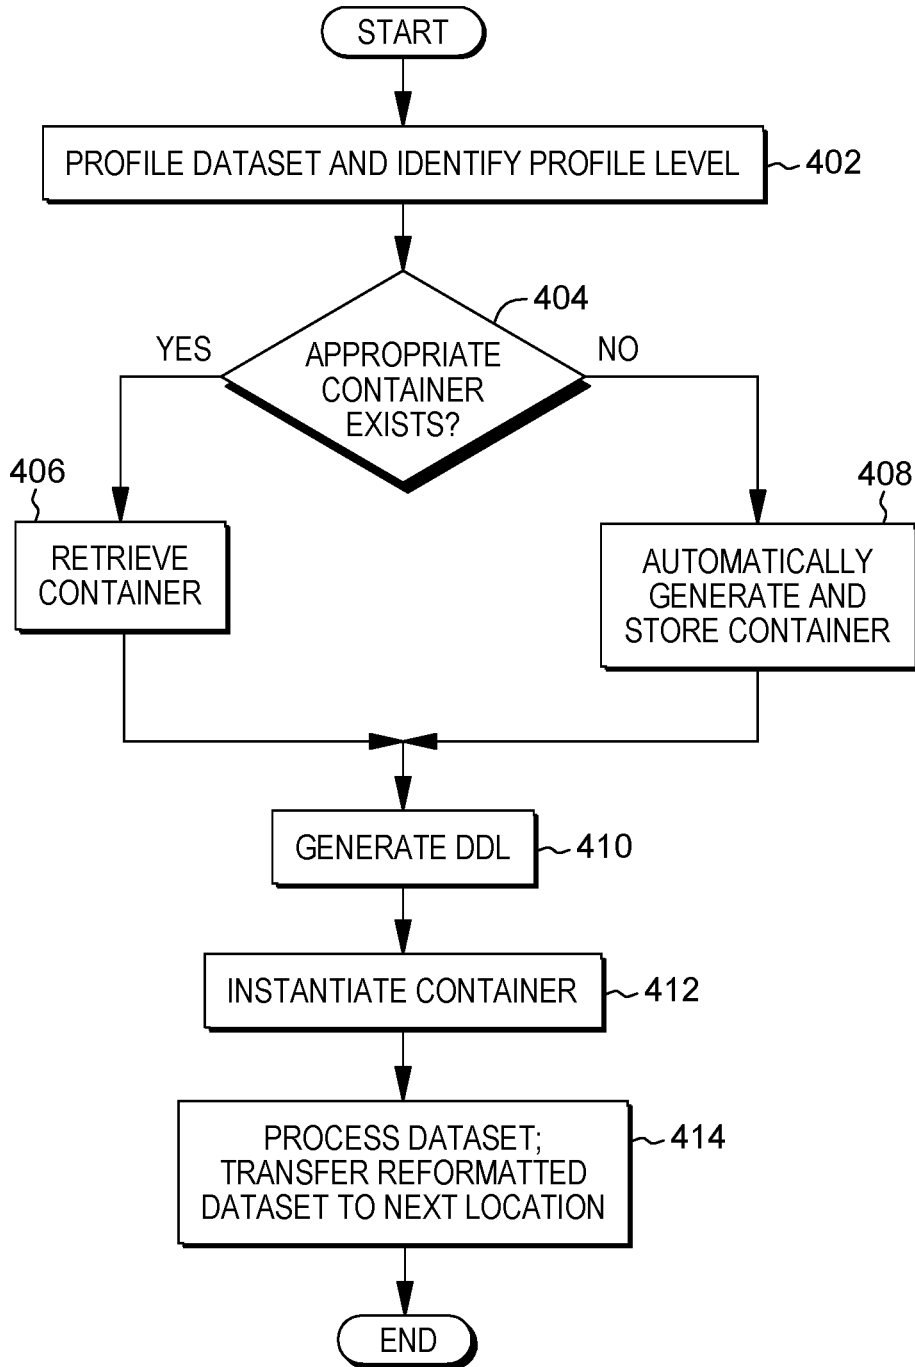 START
PROFILE DATASET AND IDENTIFY PROFILE LEVEL
402
404
YES
NO
APPROPRIATE
CONTAINER
EXISTS?
406
408
RETRIEVE
CONTAINER
AUTOMATICALLY
GENERATE AND
STORE CONTAINER
GENERATE DDL
410
INSTANTIATE CONTAINER
412
PROCESS DATASET;
TRANSFER REFORMATTED
DATASET TO NEXT LOCATION
414
END